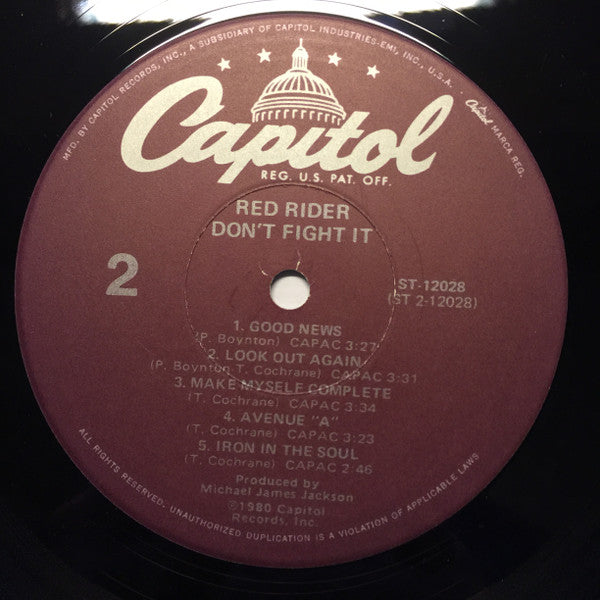 MFD. BY CAPITOL RECORDS, INC., A SUBSIDIARY OF CAPITOL INDUSTRIES-EMI, INC., U.S.A.
Capitol MARCA REG.
Capitol
REG. U.S. PAT. OFF.
RED RIDER
DON'T FIGHT IT
2
ST-12028
(ST 2-12028)
1. GOOD NEWS
(P. Boynton) CAPAC 3:27
2. LOOK OUT AGAIN
(P. Boynton-T. Cochrane) CAPAC 3:31
3. MAKE MYSELF COMPLETE
(T. Cochrane) CAPAC 3:34
4. AVENUE "A"
(T. Cochrane) CAPAC 3:23
5. IRON IN THE SOUL
(T. Cochrane) CAPAC 2:46
Produced by
Michael James Jackson
Ⓟ1980 Capitol
Records, Inc.
ALL RIGHTS RESERVED. UNAUTHORIZED DUPLICATION IS A VIOLATION OF APPLICABLE LAWS